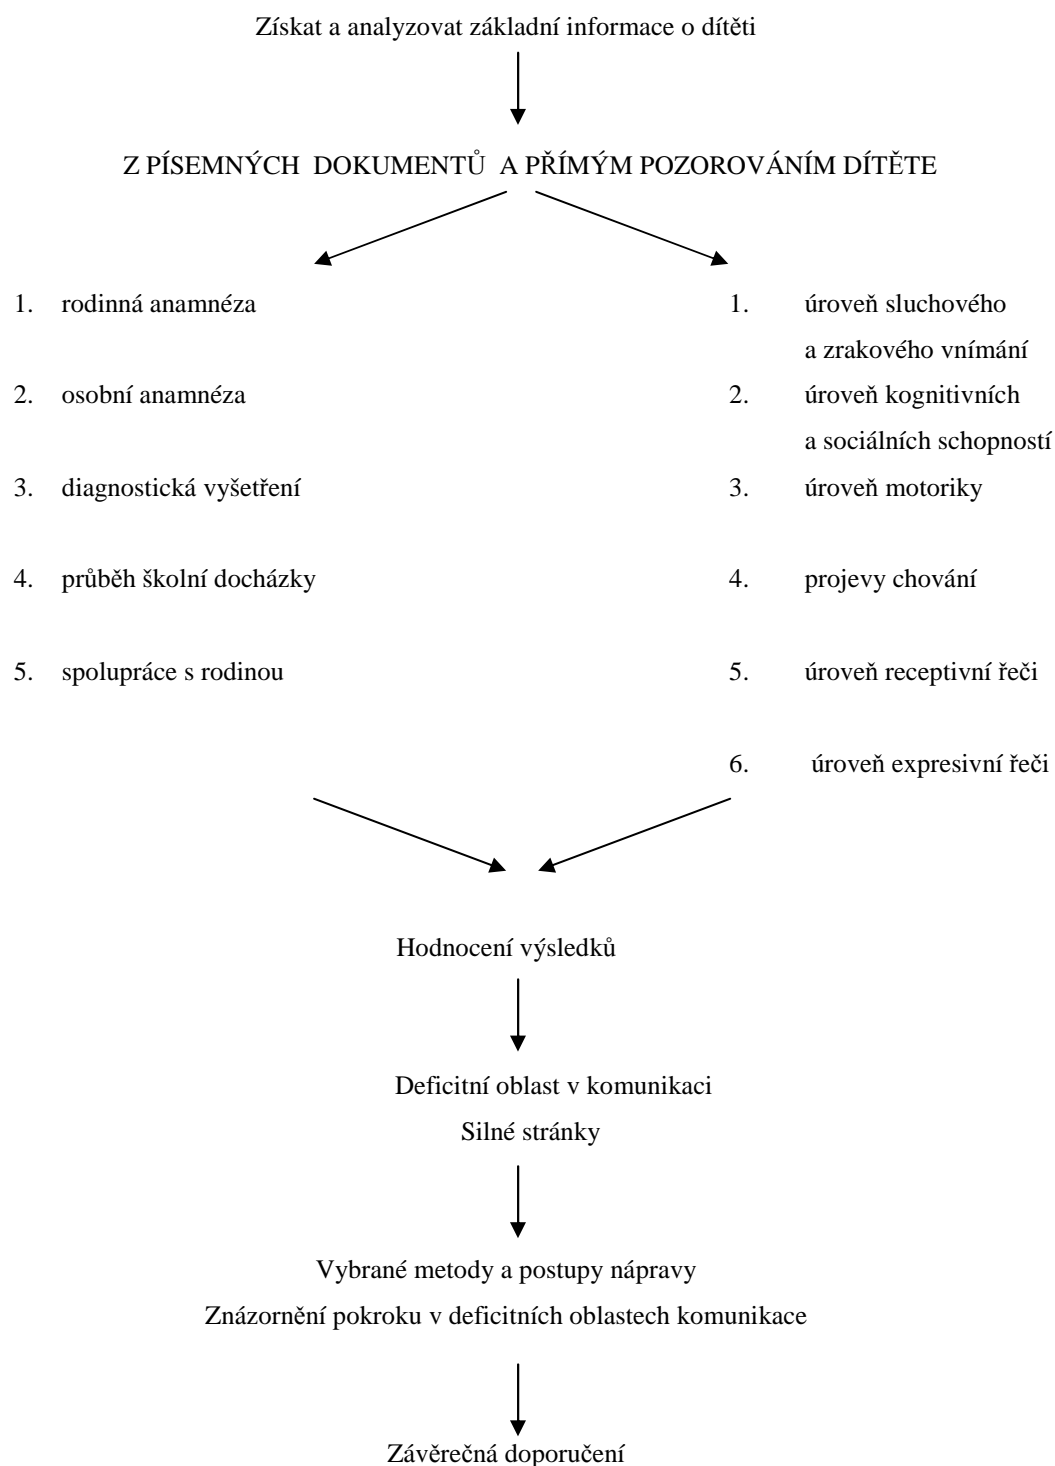 Získat a analyzovat základní informace o dítěti
Z PÍSEMNÝCH DOKUMENTŮ A PŘÍMÝM POZOROVÁNÍM DÍTĚTE
1. rodinná anamnéza
2. osobní anamnéza
3. diagnostická vyšetření
4. průběh školní docházky
5. spolupráce s rodinou
1. úroveň sluchového
a zrakového vnímání
2. úroveň kognitivních
a sociálních schopností
3. úroveň motoriky
4. projevy chování
5. úroveň receptivní řeči
6. úroveň expresivní řeči
Hodnocení výsledků
Deficitní oblast v komunikaci
Silné stránky
Vybrané metody a postupy nápravy
Znázornění pokroku v deficitních oblastech komunikace
Závěrečná doporučení